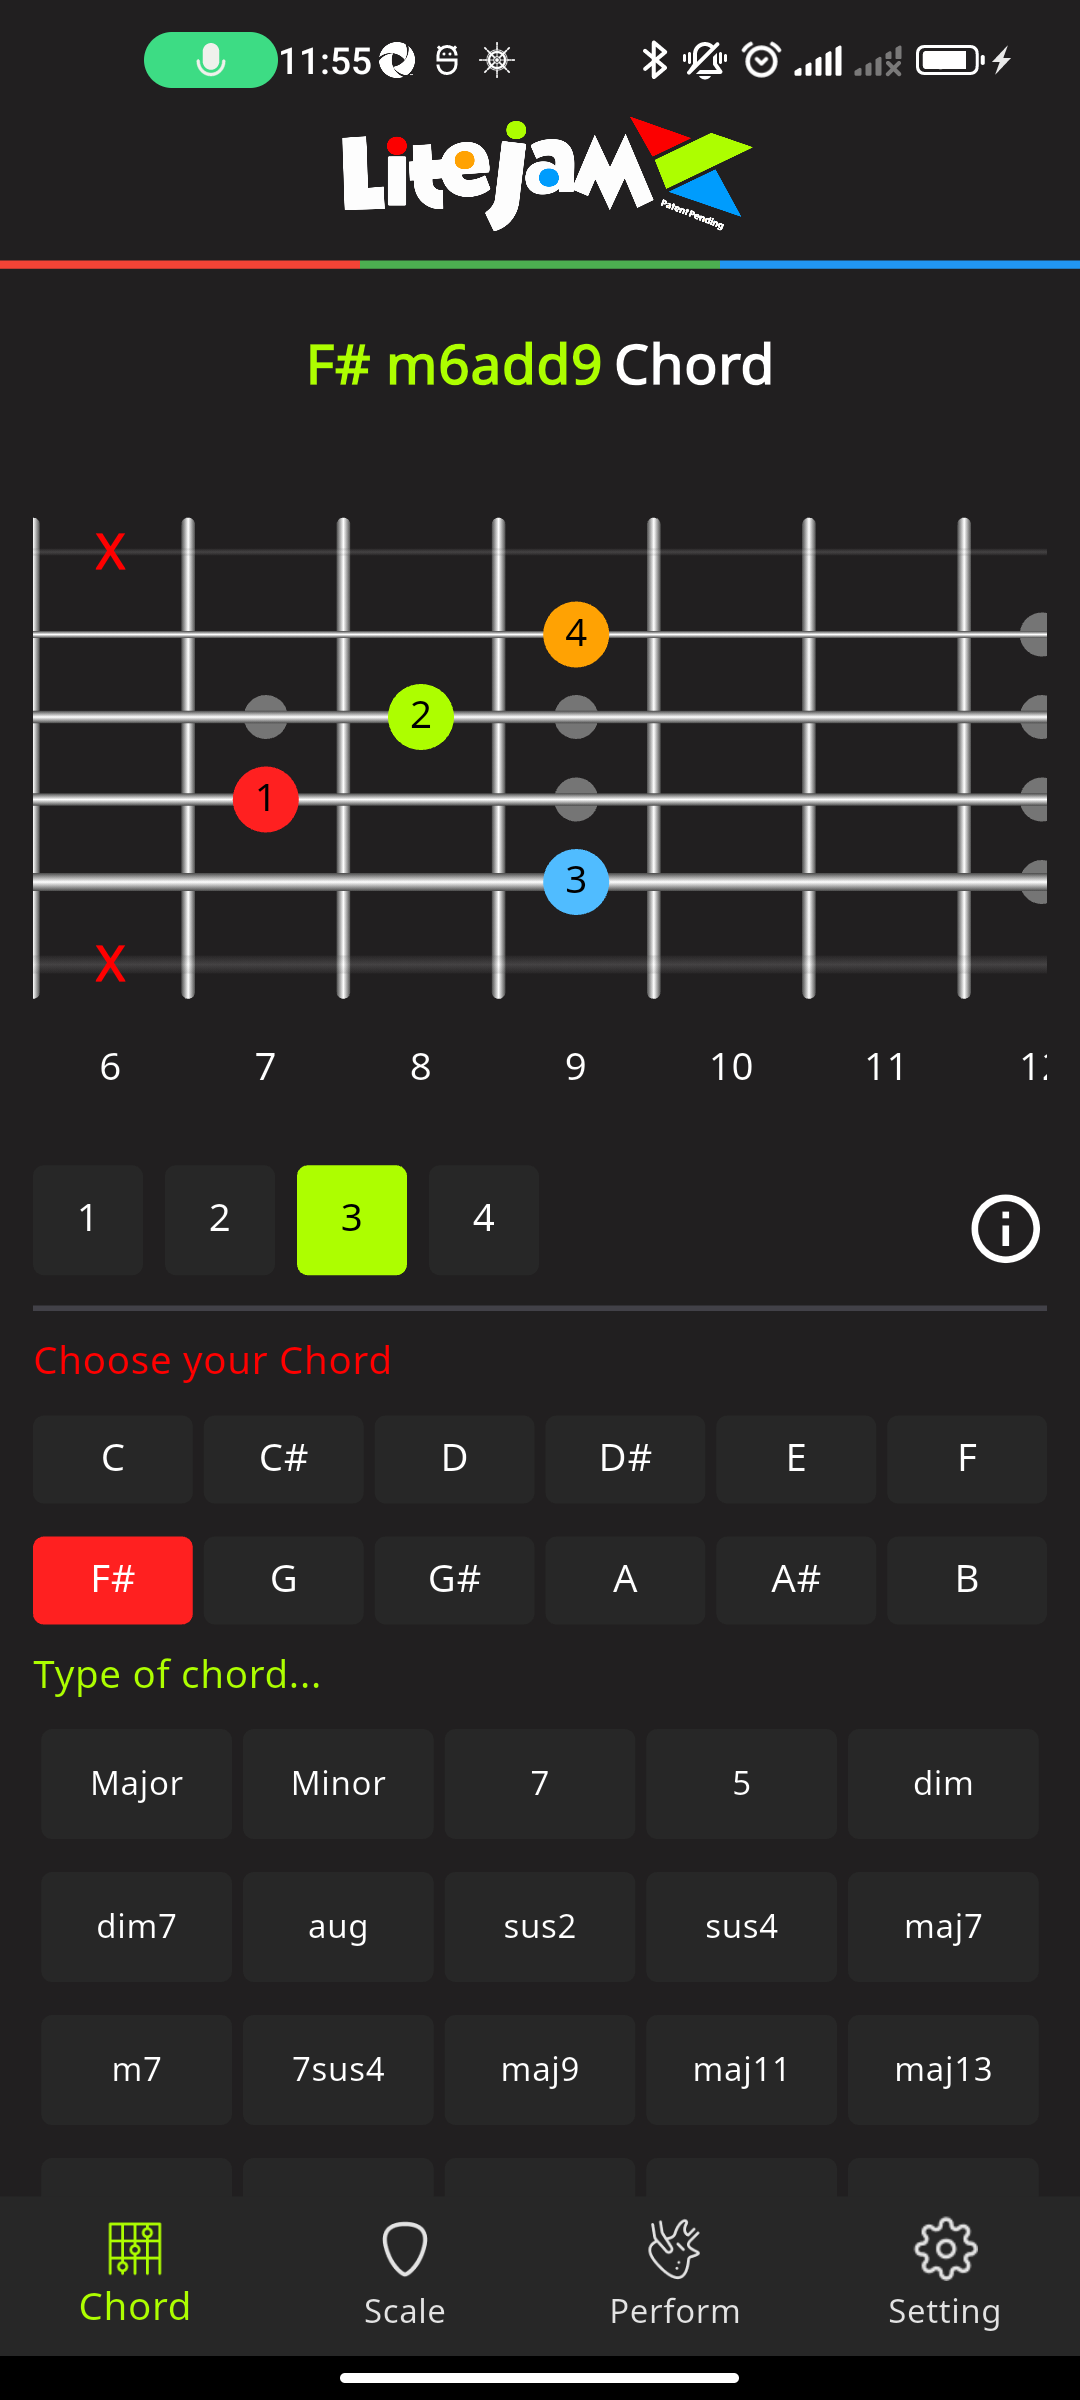 11:55
LiteJam
Patent Pending
F# m6add9 Chord
X
4
2
1
3
X
6 7 8 9 10 11
1 2 3 4
Choose your Chord
C C# D D# E F
F# G G# A A# B
Type of chord...
Major Minor 7 5 dim
dim7 aug sus2 sus4 maj7
m7 7sus4 maj9 maj11 maj13
Chord Scale Perform Setting